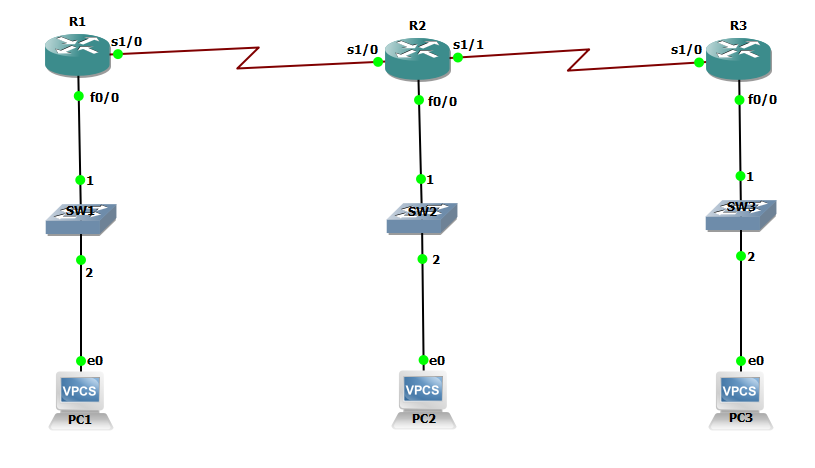 R1
R2
R3
s1/0
s1/0
s1/1
s1/0
f0/0
f0/0
f0/0
1
1
1
SW1
SW2
SW3
2
2
2
e0
e0
e0
VPCS
VPCS
VPCS
PC1
PC2
PC3